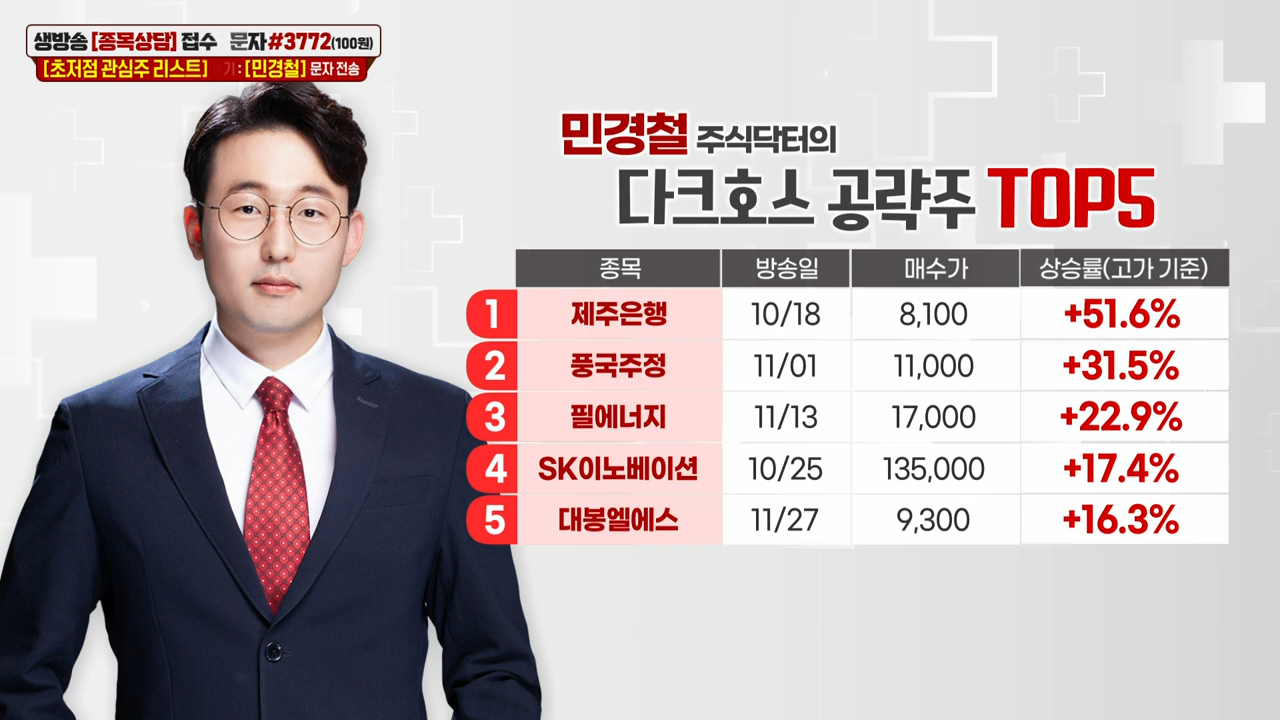 생방송 [종목상담] 접수 문자 #3772(100원)
[초저점 관심주 리스트] 기 : [민경철] 문자 전송
민경철 주식닥터의
다크호스 공략주 TOP5
종목 방송일 매수가 상승률(고가 기준)
1 제주은행 10/18 8,100 +51.6%
2 풍국주정 11/01 11,000 +31.5%
3 필에너지 11/13 17,000 +22.9%
4 SK이노베이션 10/25 135,000 +17.4%
5 대봉엘에스 11/27 9,300 +16.3%